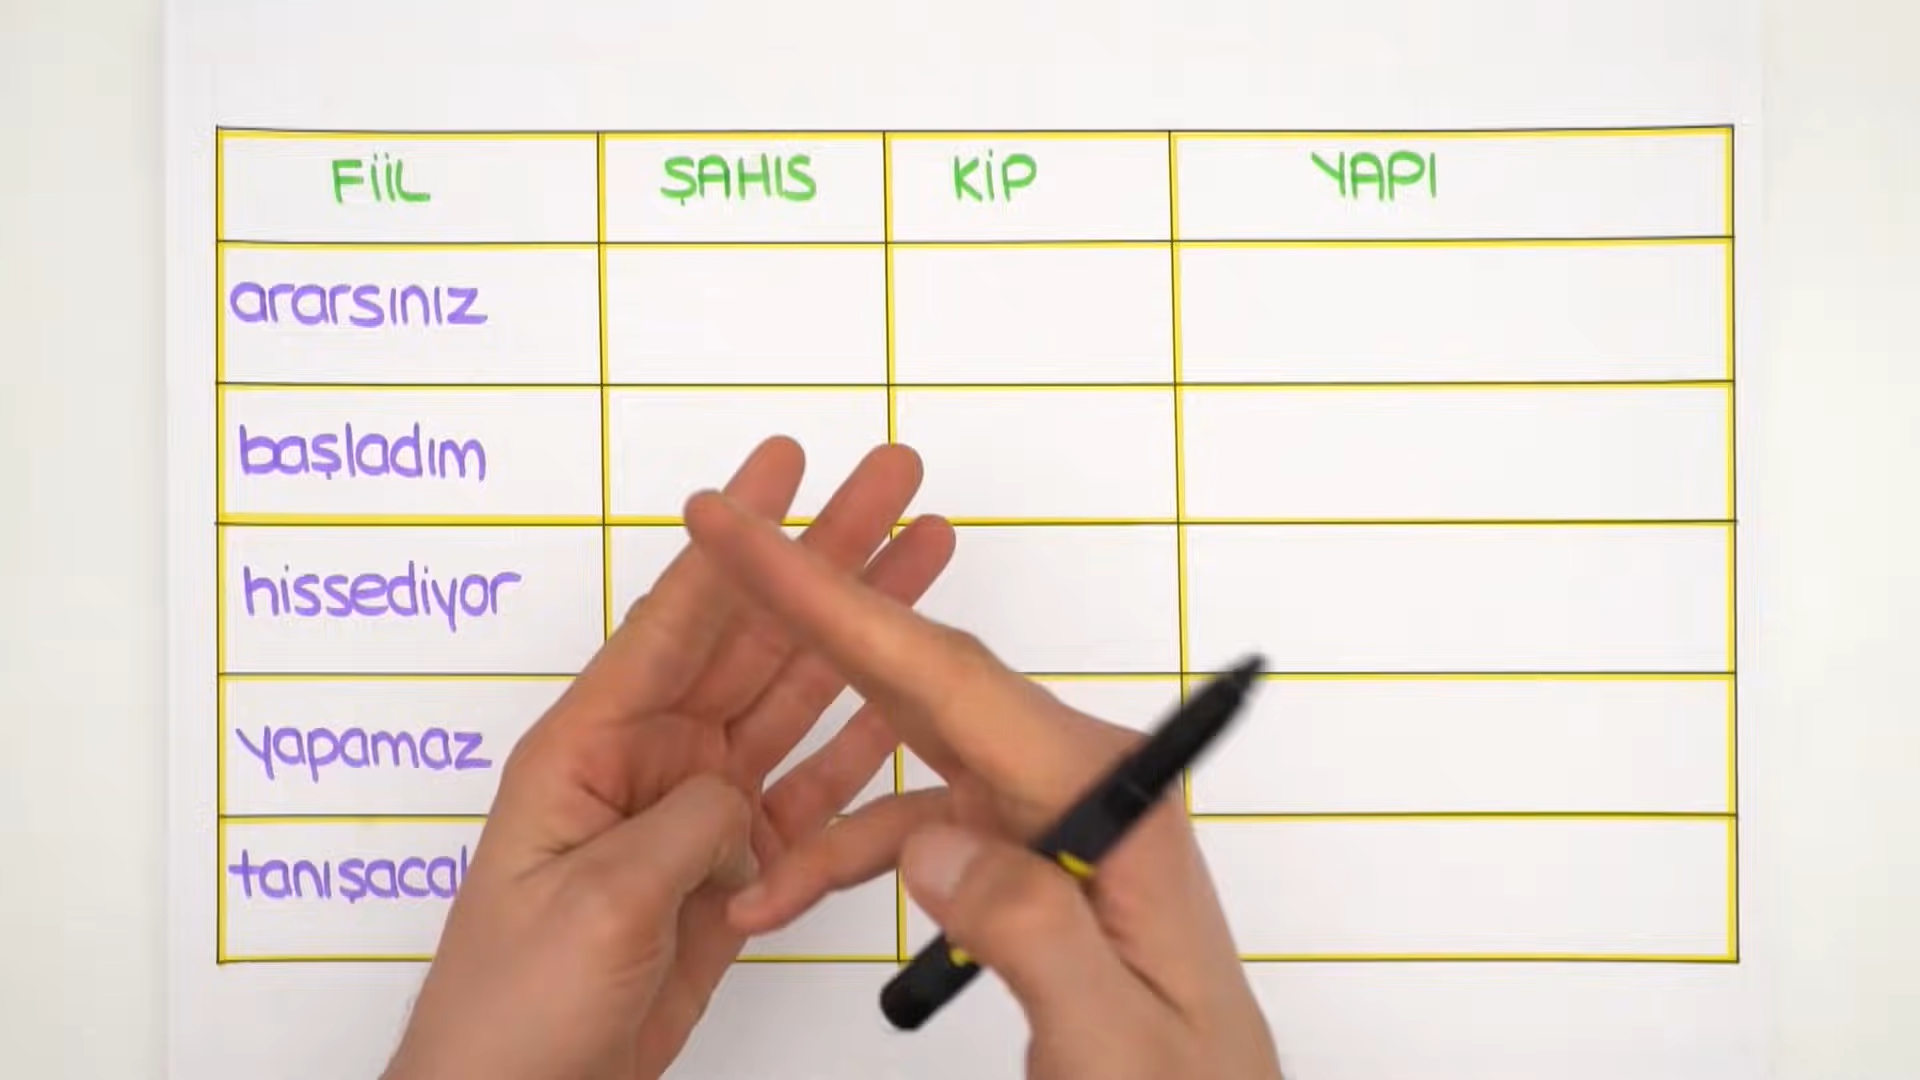 FİİL ŞAHIS KİP YAPI
ararsınız
başladım
hissediyor
yapamaz